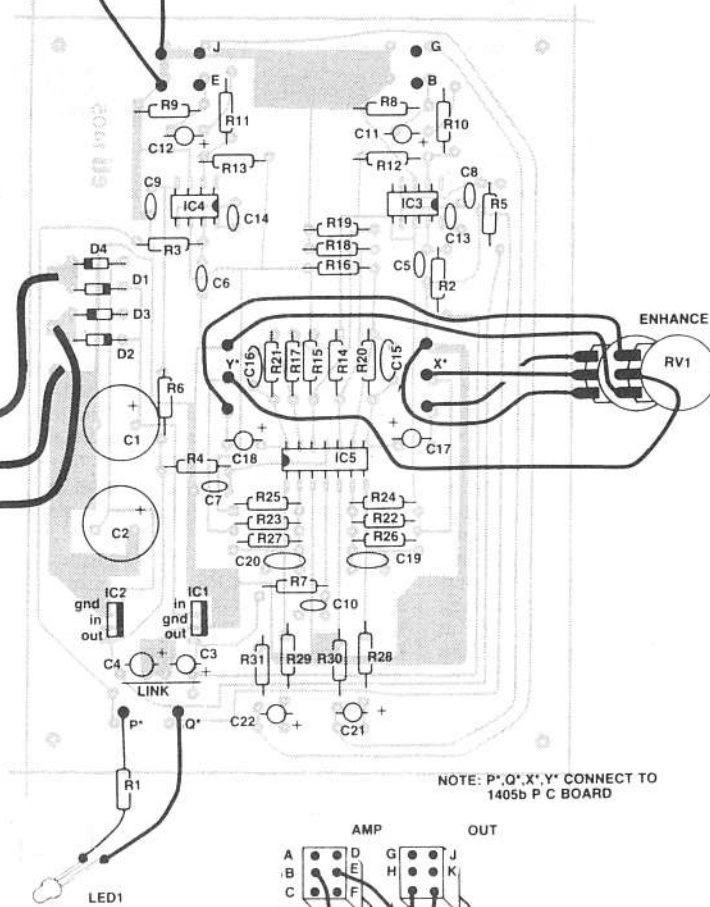 J
G
E
B
R9
R11
R8
R10
C12
+
C11
+
R13
R12
eti 1405
C9
IC4
C14
C8
IC3
R5
C13
R19
R18
R16
R3
C6
C5
R2
D4
D1
D3
D2
ENHANCE
RV1
Y*
C16
R21
R17
R15
R14
R20
C15
X*
R6
+
C1
C18
+
+
C17
R4
IC5
C7
R25
R24
R23
R22
R27
R26
+
C2
C20
C19
R7
C10
IC2
gnd
in
out
IC1
in
gnd
out
C4
+
C3
+
LINK
R31
R29
R30
R28
C22
+
C21
+
P*
Q*
R1
LED1
NOTE: P*,Q*,X*,Y* CONNECT TO
1405b P C BOARD
AMP
OUT
A
D
G
J
B
E
H
K
C
F